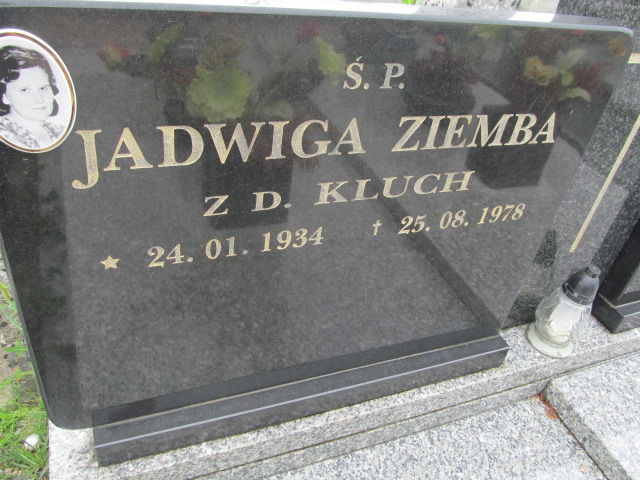 Ś. P.
JADWIGA ZIEMBA
Z D. KLUCH
★ 24. 01. 1934 † 25. 08. 1978